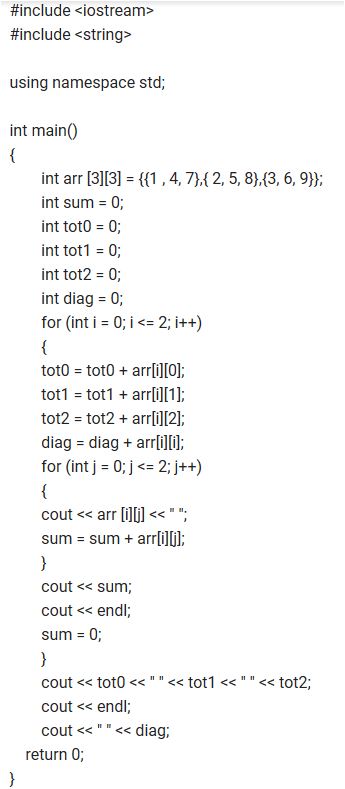 #include <iostream>
#include <string>
using namespace std;
int main()
{
int arr [3][3] = {{1 , 4, 7},{ 2, 5, 8},{3, 6, 9}};
int sum = 0;
int tot0 = 0;
int tot1 = 0;
int tot2 = 0;
int diag = 0;
for (int i = 0; i <= 2; i++)
{
tot0 = tot0 + arr[i][0];
tot1 = tot1 + arr[i][1];
tot2 = tot2 + arr[i][2];
diag = diag + arr[i][i];
for (int j = 0; j <= 2; j++)
{
cout << arr [i][j] << " ";
sum = sum + arr[i][j];
}
cout << sum;
cout << endl;
sum = 0;
}
cout << tot0 << " " << tot1 << " " << tot2;
cout << endl;
cout << " " << diag;
return 0;
}